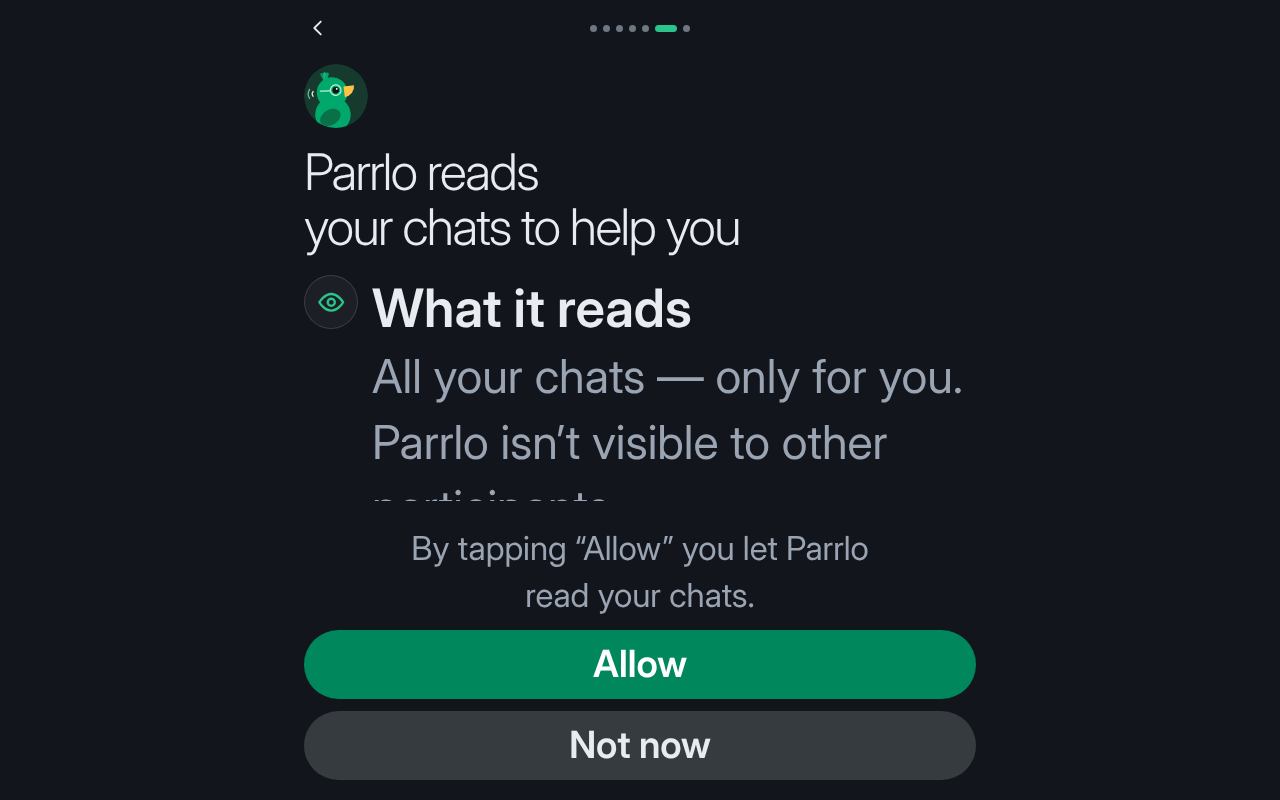 Parrlo reads
your chats to help you
What it reads
All your chats — only for you.
Parrlo isn’t visible to other
By tapping “Allow” you let Parrlo
read your chats.
Allow
Not now